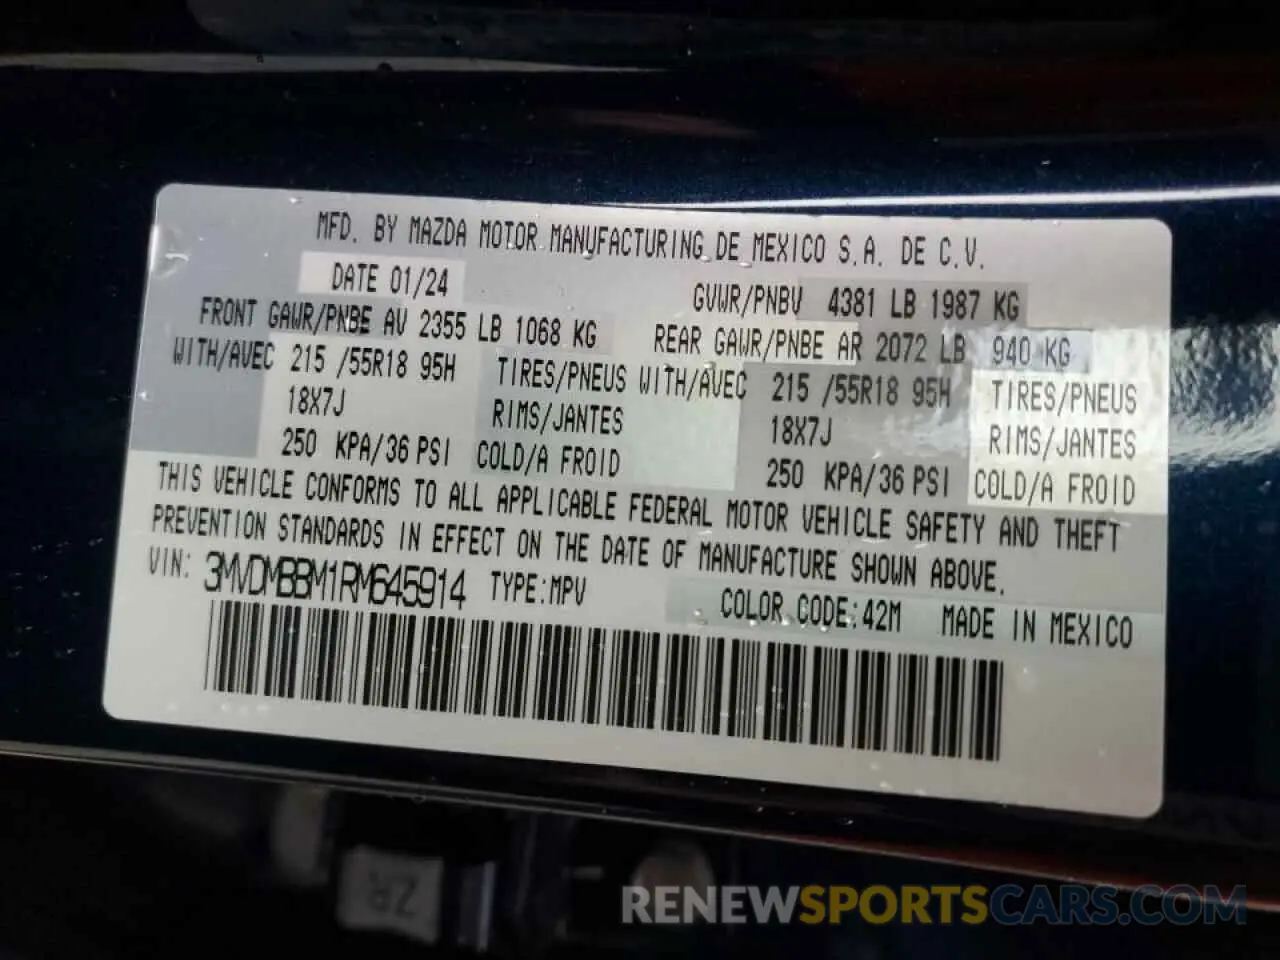 MFD. BY MAZDA MOTOR MANUFACTURING DE MEXICO S.A. DE C.V.
DATE 01/24 GVWR/PNBV 4381 LB 1987 KG
FRONT GAWR/PNBE AV 2355 LB 1068 KG REAR GAWR/PNBE AR 2072 LB 940 KG
WITH/AVEC 215 /55R18 95H TIRES/PNEUS WITH/AVEC 215 /55R18 95H TIRES/PNEUS
18X7J RIMS/JANTES 18X7J RIMS/JANTES
250 KPA/36 PSI COLD/A FROID 250 KPA/36 PSI COLD/A FROID
THIS VEHICLE CONFORMS TO ALL APPLICABLE FEDERAL MOTOR VEHICLE SAFETY AND THEFT
PREVENTION STANDARDS IN EFFECT ON THE DATE OF MANUFACTURE SHOWN ABOVE.
VIN: 3MVDMBBM1RM645914 TYPE:MPV COLOR CODE:42M MADE IN MEXICO
ZR
RENEWSPORTSCARS.COM